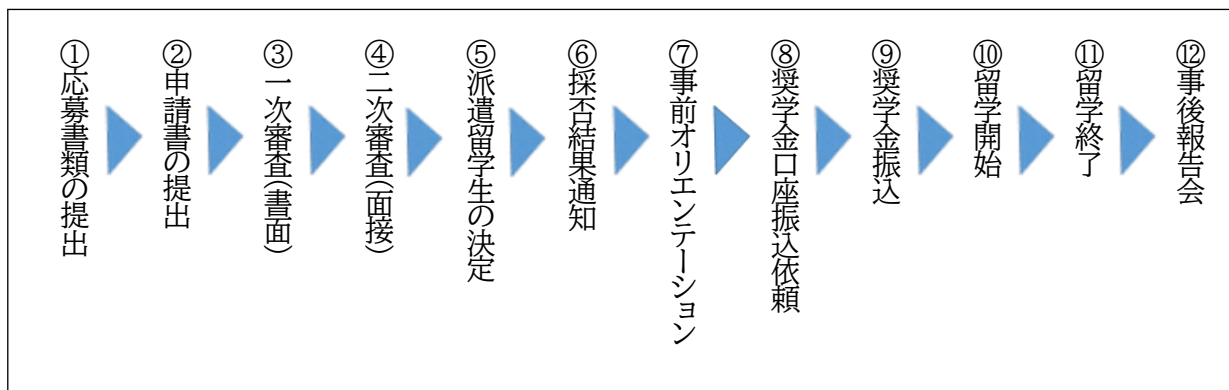 ①応募書類の提出
②申請書の提出
③一次審査(書面)
④二次審査(面接)
⑤派遣留学生の決定
⑥採否結果通知
⑦事前オリエンテーション
⑧奨学金口座振込依頼
⑨奨学金振込
⑩留学開始
⑪留学終了
⑫事後報告会